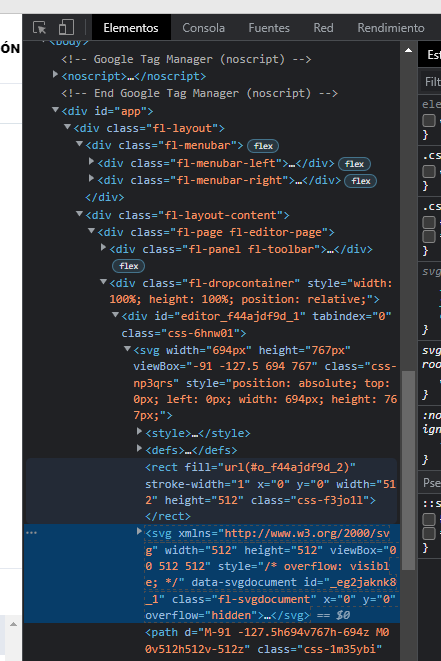 Elementos Consola Fuentes Red Rendimiento
ÓN
<body>
<!-- Google Tag Manager (noscript) -->
<noscript>…</noscript>
<!-- End Google Tag Manager (noscript) -->
<div id="app">
<div class="fl-layout">
<div class="fl-menubar"> flex
<div class="fl-menubar-left">…</div> flex
<div class="fl-menubar-right">…</div> flex
</div>
<div class="fl-layout-content">
<div class="fl-page fl-editor-page">
<div class="fl-panel fl-toolbar">…</div>
flex
<div class="fl-dropcontainer" style="width:
100%; height: 100%; position: relative;">
<div id="editor_f44ajdf9d_1" tabindex="0"
class="css-6hnw01">
<svg width="694px" height="767px"
viewBox="-91 -127.5 694 767" class="css-
np3qrs" style="position: absolute; top:
0px; left: 0px; width: 694px; height: 76
7px;">
<style>…</style>
<defs>…</defs>
<rect fill="url(#o_f44ajdf9d_2)"
stroke-width="1" x="0" y="0" width="51
2" height="512" class="css-f3jo1l">
</rect>
… <svg xmlns="http://www.w3.org/2000/sv
g" width="512" height="512" viewBox="0
0 512 512" style="/* overflow: visibl
e; */" data-svgdocument id="_eg2jaknk8
_1" class="fl-svgdocument" x="0" y="0"
overflow="hidden">…</svg> == $0
<path d="M-91 -127.5h694v767h-694z M0
0v512h512v-512z" class="css-1m35ybi"
Est
Filt
ele
}
.cs
}
.cs
}
svg
svg
roo
}
:no
ign
}
Pse
::s
}